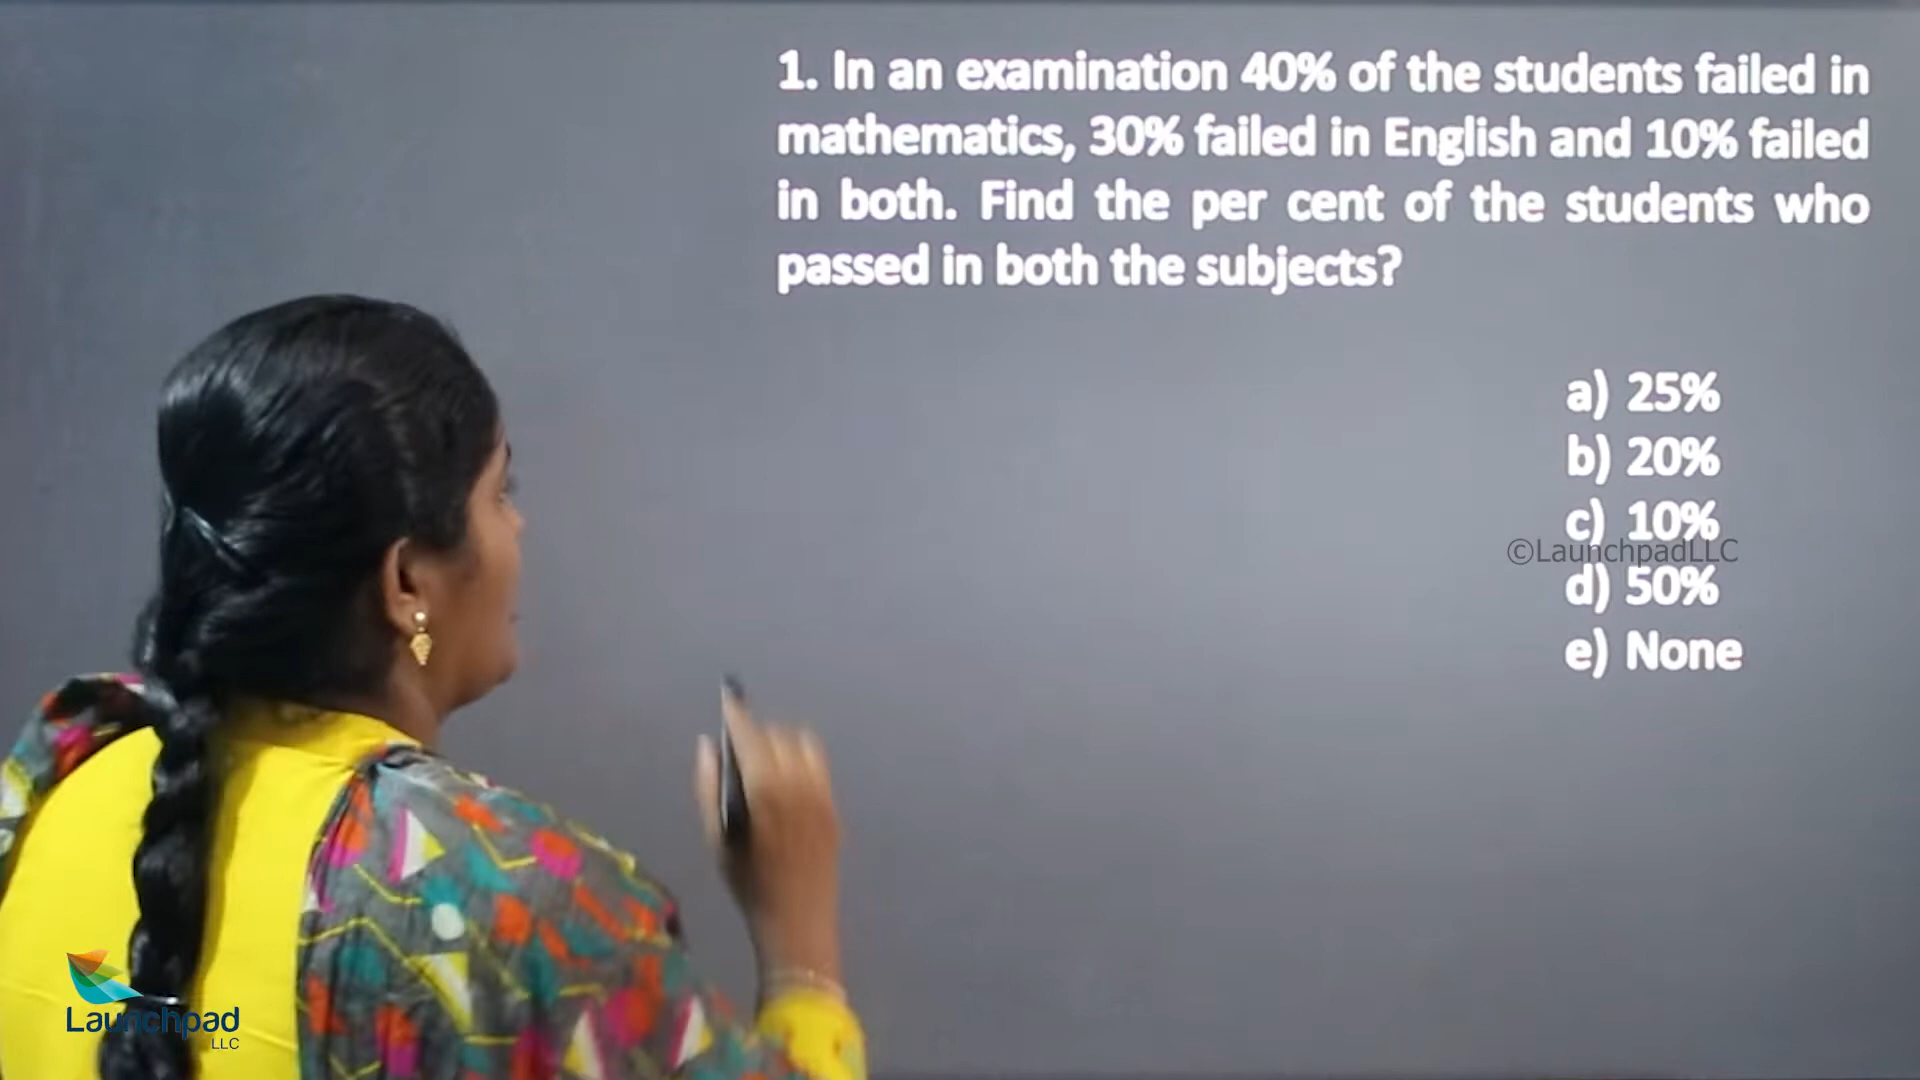 1. In an examination 40% of the students failed in
mathematics, 30% failed in English and 10% failed
in both. Find the per cent of the students who
passed in both the subjects?
a) 25%
b) 20%
c) 10%
©LaunchpadLLC
d) 50%
e) None
Launchpad
LLC